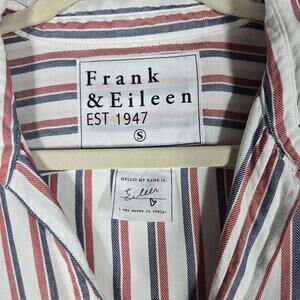 Frank
& Eileen
EST 1947
S
HELLO! MY NAME IS,
Eileen
i was woven in italy.